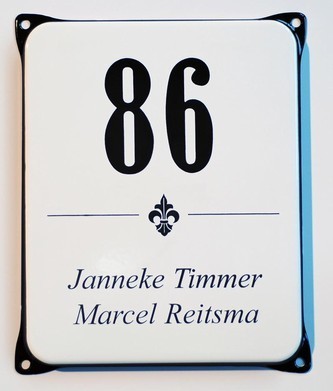 86
Janneke Timmer
Marcel Reitsma